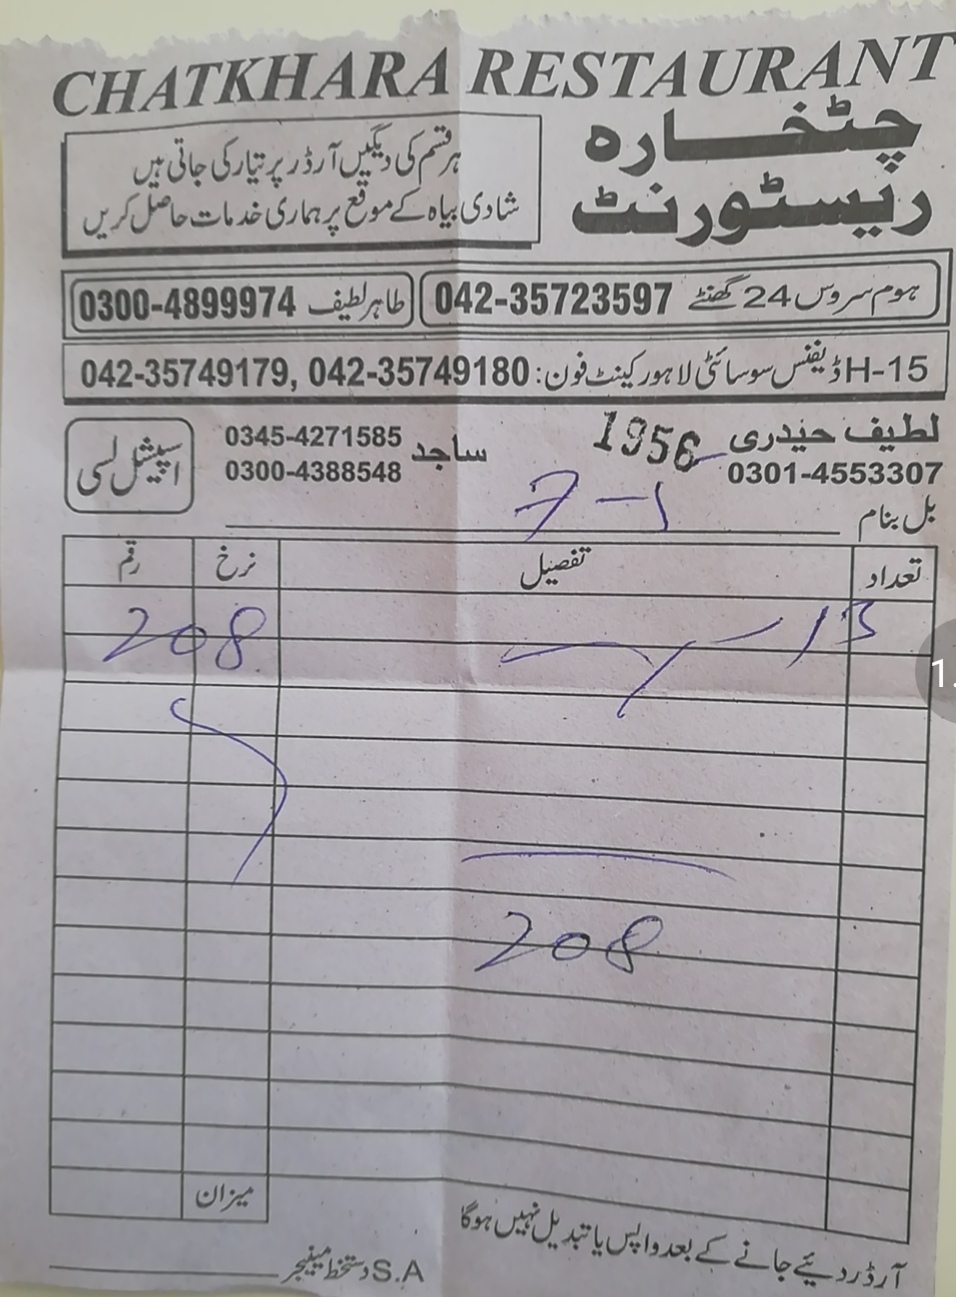 CHATKHARA RESTAURANT
چٹخارہ
ریسٹورنٹ
ہر قسم کی دیگیں آرڈر پر تیار کی جاتی ہیں
شادی بیاہ کے موقع پر ہماری خدمات حاصل کریں
ہوم سروس 24 گھنٹے 042-35723597
طاہر لطیف 0300-4899974
15-H ڈیفنس سوسائٹی لاہور کینٹ فون: 042-35749180, 042-35749179
لطیف حیدری
0301-4553307
1956
ساجد 0345-4271585
0300-4388548
اسپیشل لسی
بل بنام 7-1
تعداد تفصیل نرخ رقم
13 208
208
میزان
آرڈر دئیے جانے کے بعد واپس یا تبدیل نہیں ہوگا
S.A دستخط مینیجر